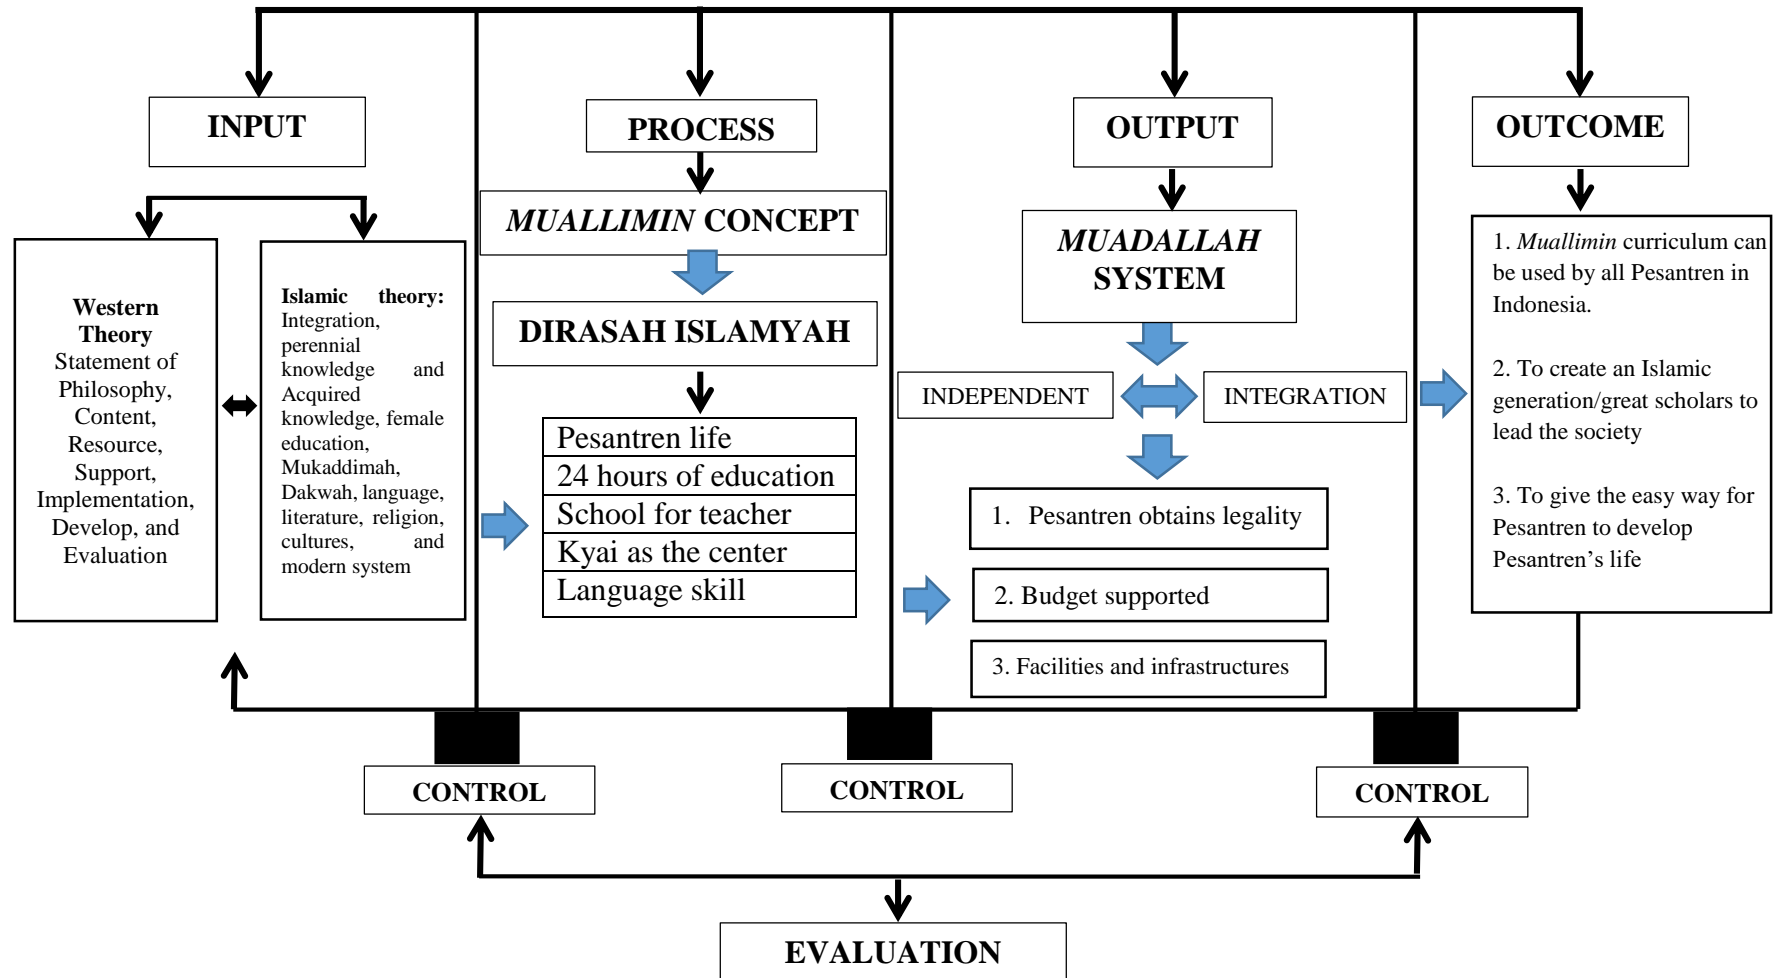 INPUT
PROCESS
OUTPUT
OUTCOME
Western
Theory
Statement of
Philosophy,
Content,
Resource,
Support,
Implementation,
Develop, and
Evaluation
Islamic theory:
Integration,
perennial
knowledge and
Acquired
knowledge, female
education,
Mukaddimah,
Dakwah, language,
literature, religion,
cultures, and
modern system
MUALLIMIN CONCEPT
DIRASAH ISLAMYAH
Pesantren life
24 hours of education
School for teacher
Kyai as the center
Language skill
MUADALLAH
SYSTEM
INDEPENDENT
INTEGRATION
1. Pesantren obtains legality
2. Budget supported
3. Facilities and infrastructures
1. Muallimin curriculum can
be used by all Pesantren in
Indonesia.
2. To create an Islamic
generation/great scholars to
lead the society
3. To give the easy way for
Pesantren to develop
Pesantren’s life
CONTROL
CONTROL
CONTROL
EVALUATION